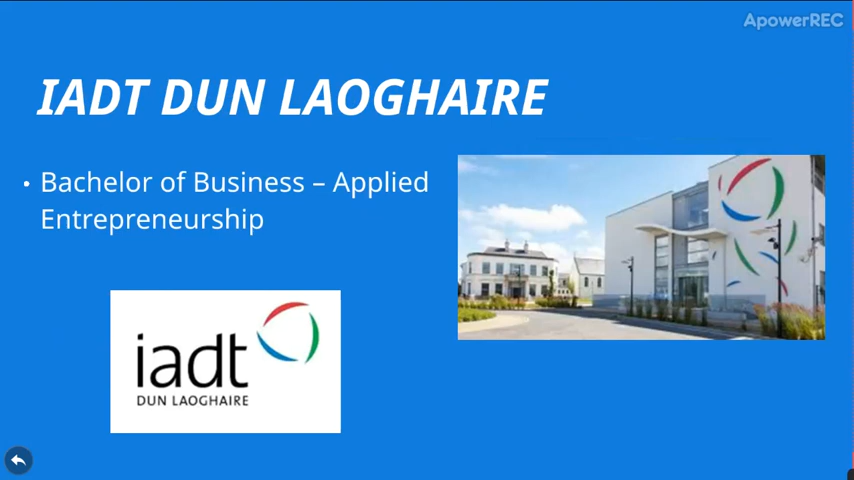 ApowerREC
IADT DUN LAOGHAIRE
• Bachelor of Business – Applied
Entrepreneurship
iadt
DUN LAOGHAIRE